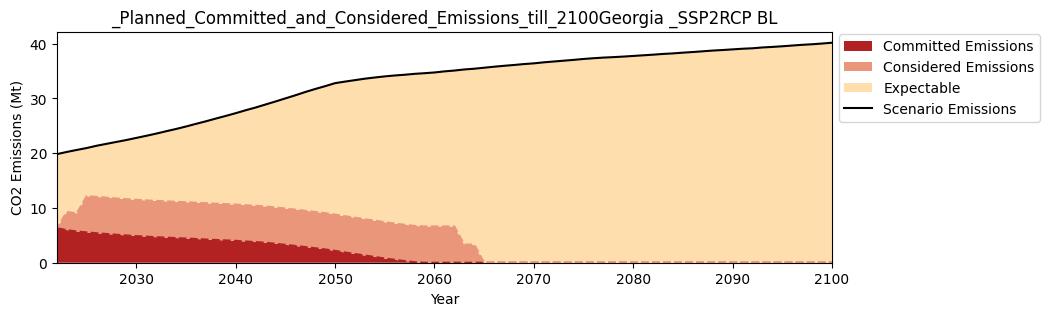 _Planned_Committed_and_Considered_Emissions_till_2100Georgia _SSP2RCP BL
CO2 Emissions (Mt)
40
30
20
10
0
2030 2040 2050 2060 2070 2080 2090 2100
Year
Committed Emissions
Considered Emissions
Expectable
Scenario Emissions